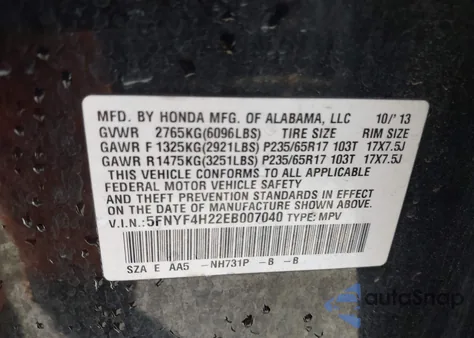 MFD. BY HONDA MFG. OF ALABAMA, LLC 10/'13
GVWR 2765KG(6096LBS) TIRE SIZE RIM SIZE
GAWR F 1325KG(2921LBS) P235/65R17 103T 17X7.5J
GAWR R1475KG(3251LBS) P235/65R17 103T 17X7.5J
THIS VEHICLE CONFORMS TO ALL APPLICABLE
FEDERAL MOTOR VEHICLE SAFETY
AND THEFT PREVENTION STANDARDS IN EFFECT
ON THE DATE OF MANUFACTURE SHOWN ABOVE.
V.I.N.: 5FNYF4H22EB007040 TYPE: MPV
SZA E AA5 -NH731P -B -B
autoSnap